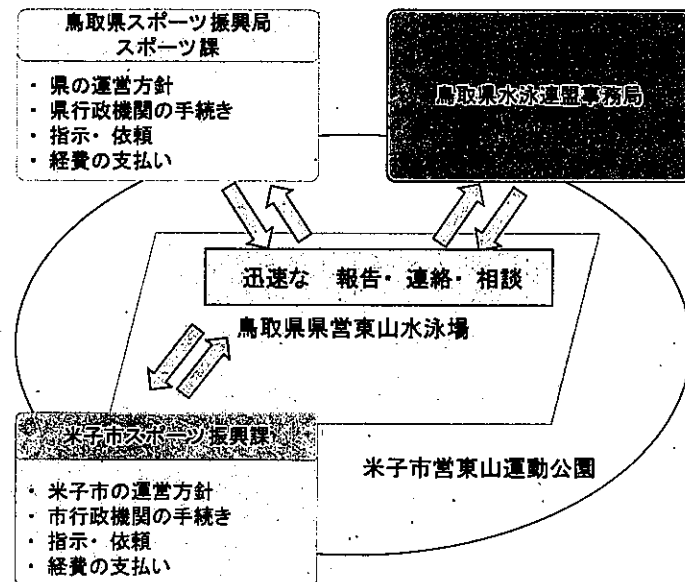 鳥取県スポーツ振興局
スポーツ課
・ 県の運営方針
・ 県行政機関の手続き
・ 指示・依頼
・ 経費の支払い
鳥取県水泳連盟事務局
迅速な 報告・連絡・相談
鳥取県県営東山水泳場
米子市スポーツ振興課
・ 米子市の運営方針
・ 市行政機関の手続き
・ 指示・依頼
・ 経費の支払い
米子市営東山運動公園